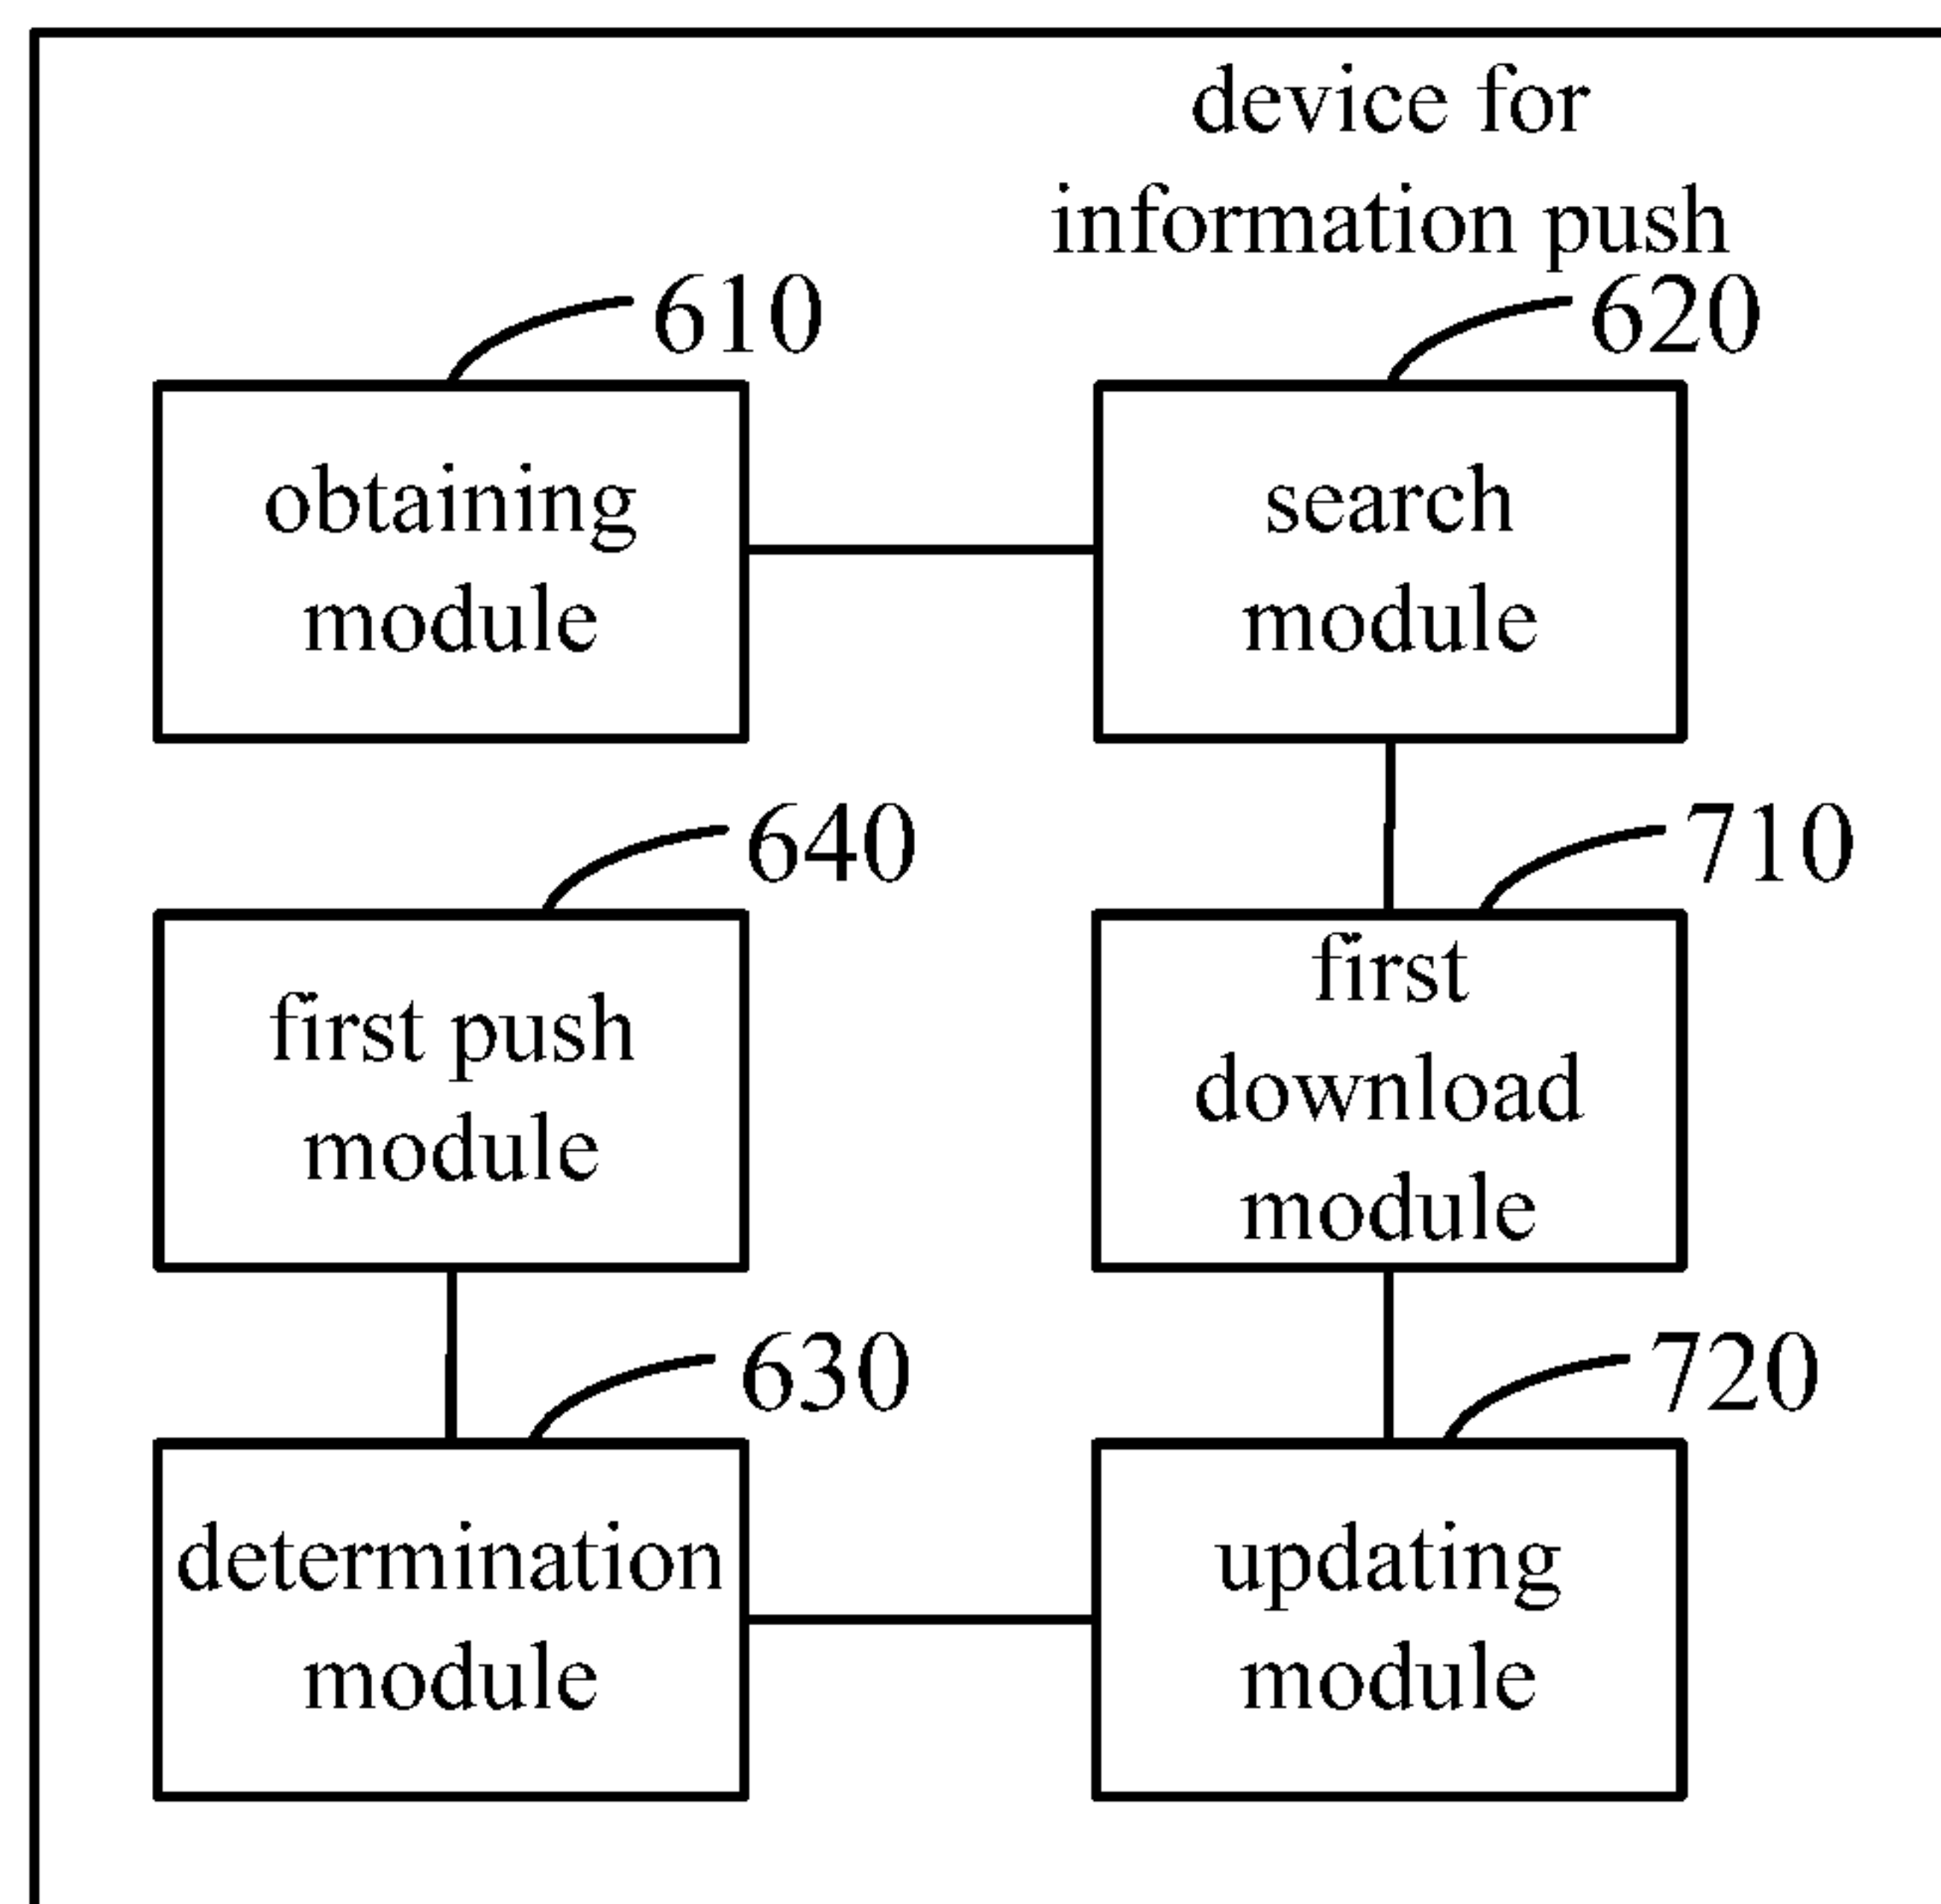 device for
information push
610
620
obtaining
module
search
module
640
710
first push
module
first
download
module
630
720
determination
module
updating
module